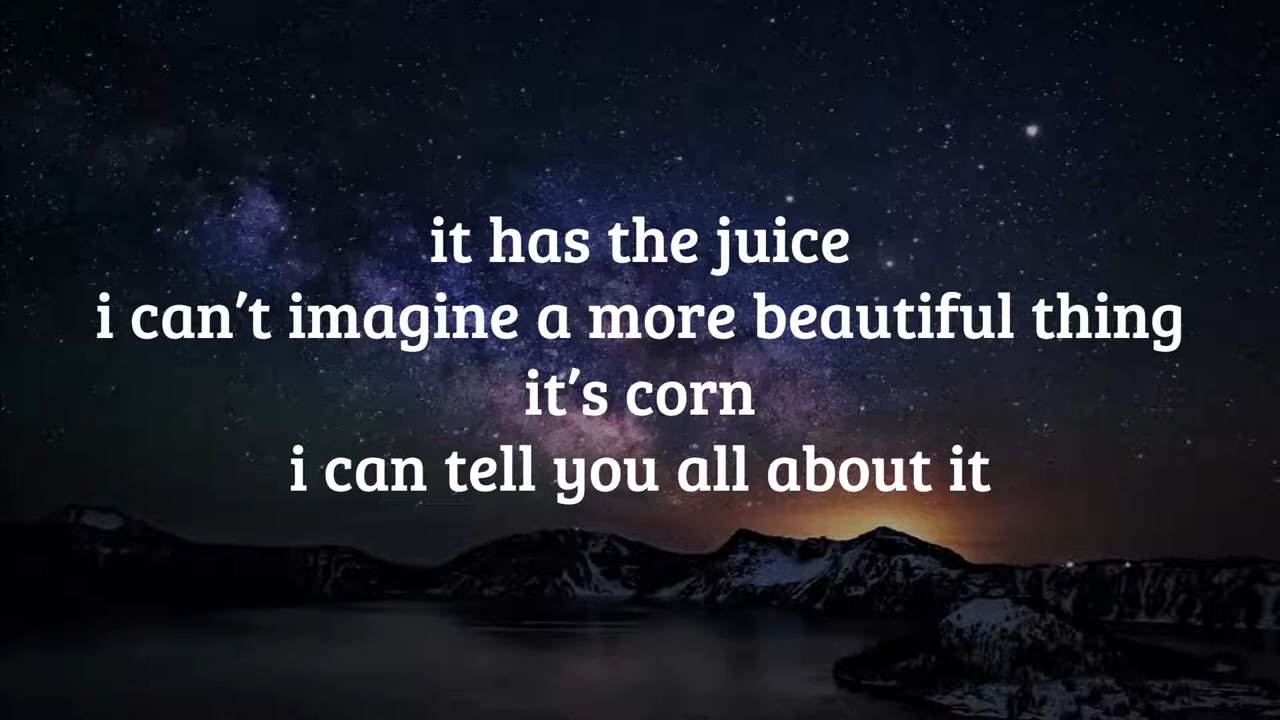 it has the juice
i can't imagine a more beautiful thing
it's corn
i can tell you all about it